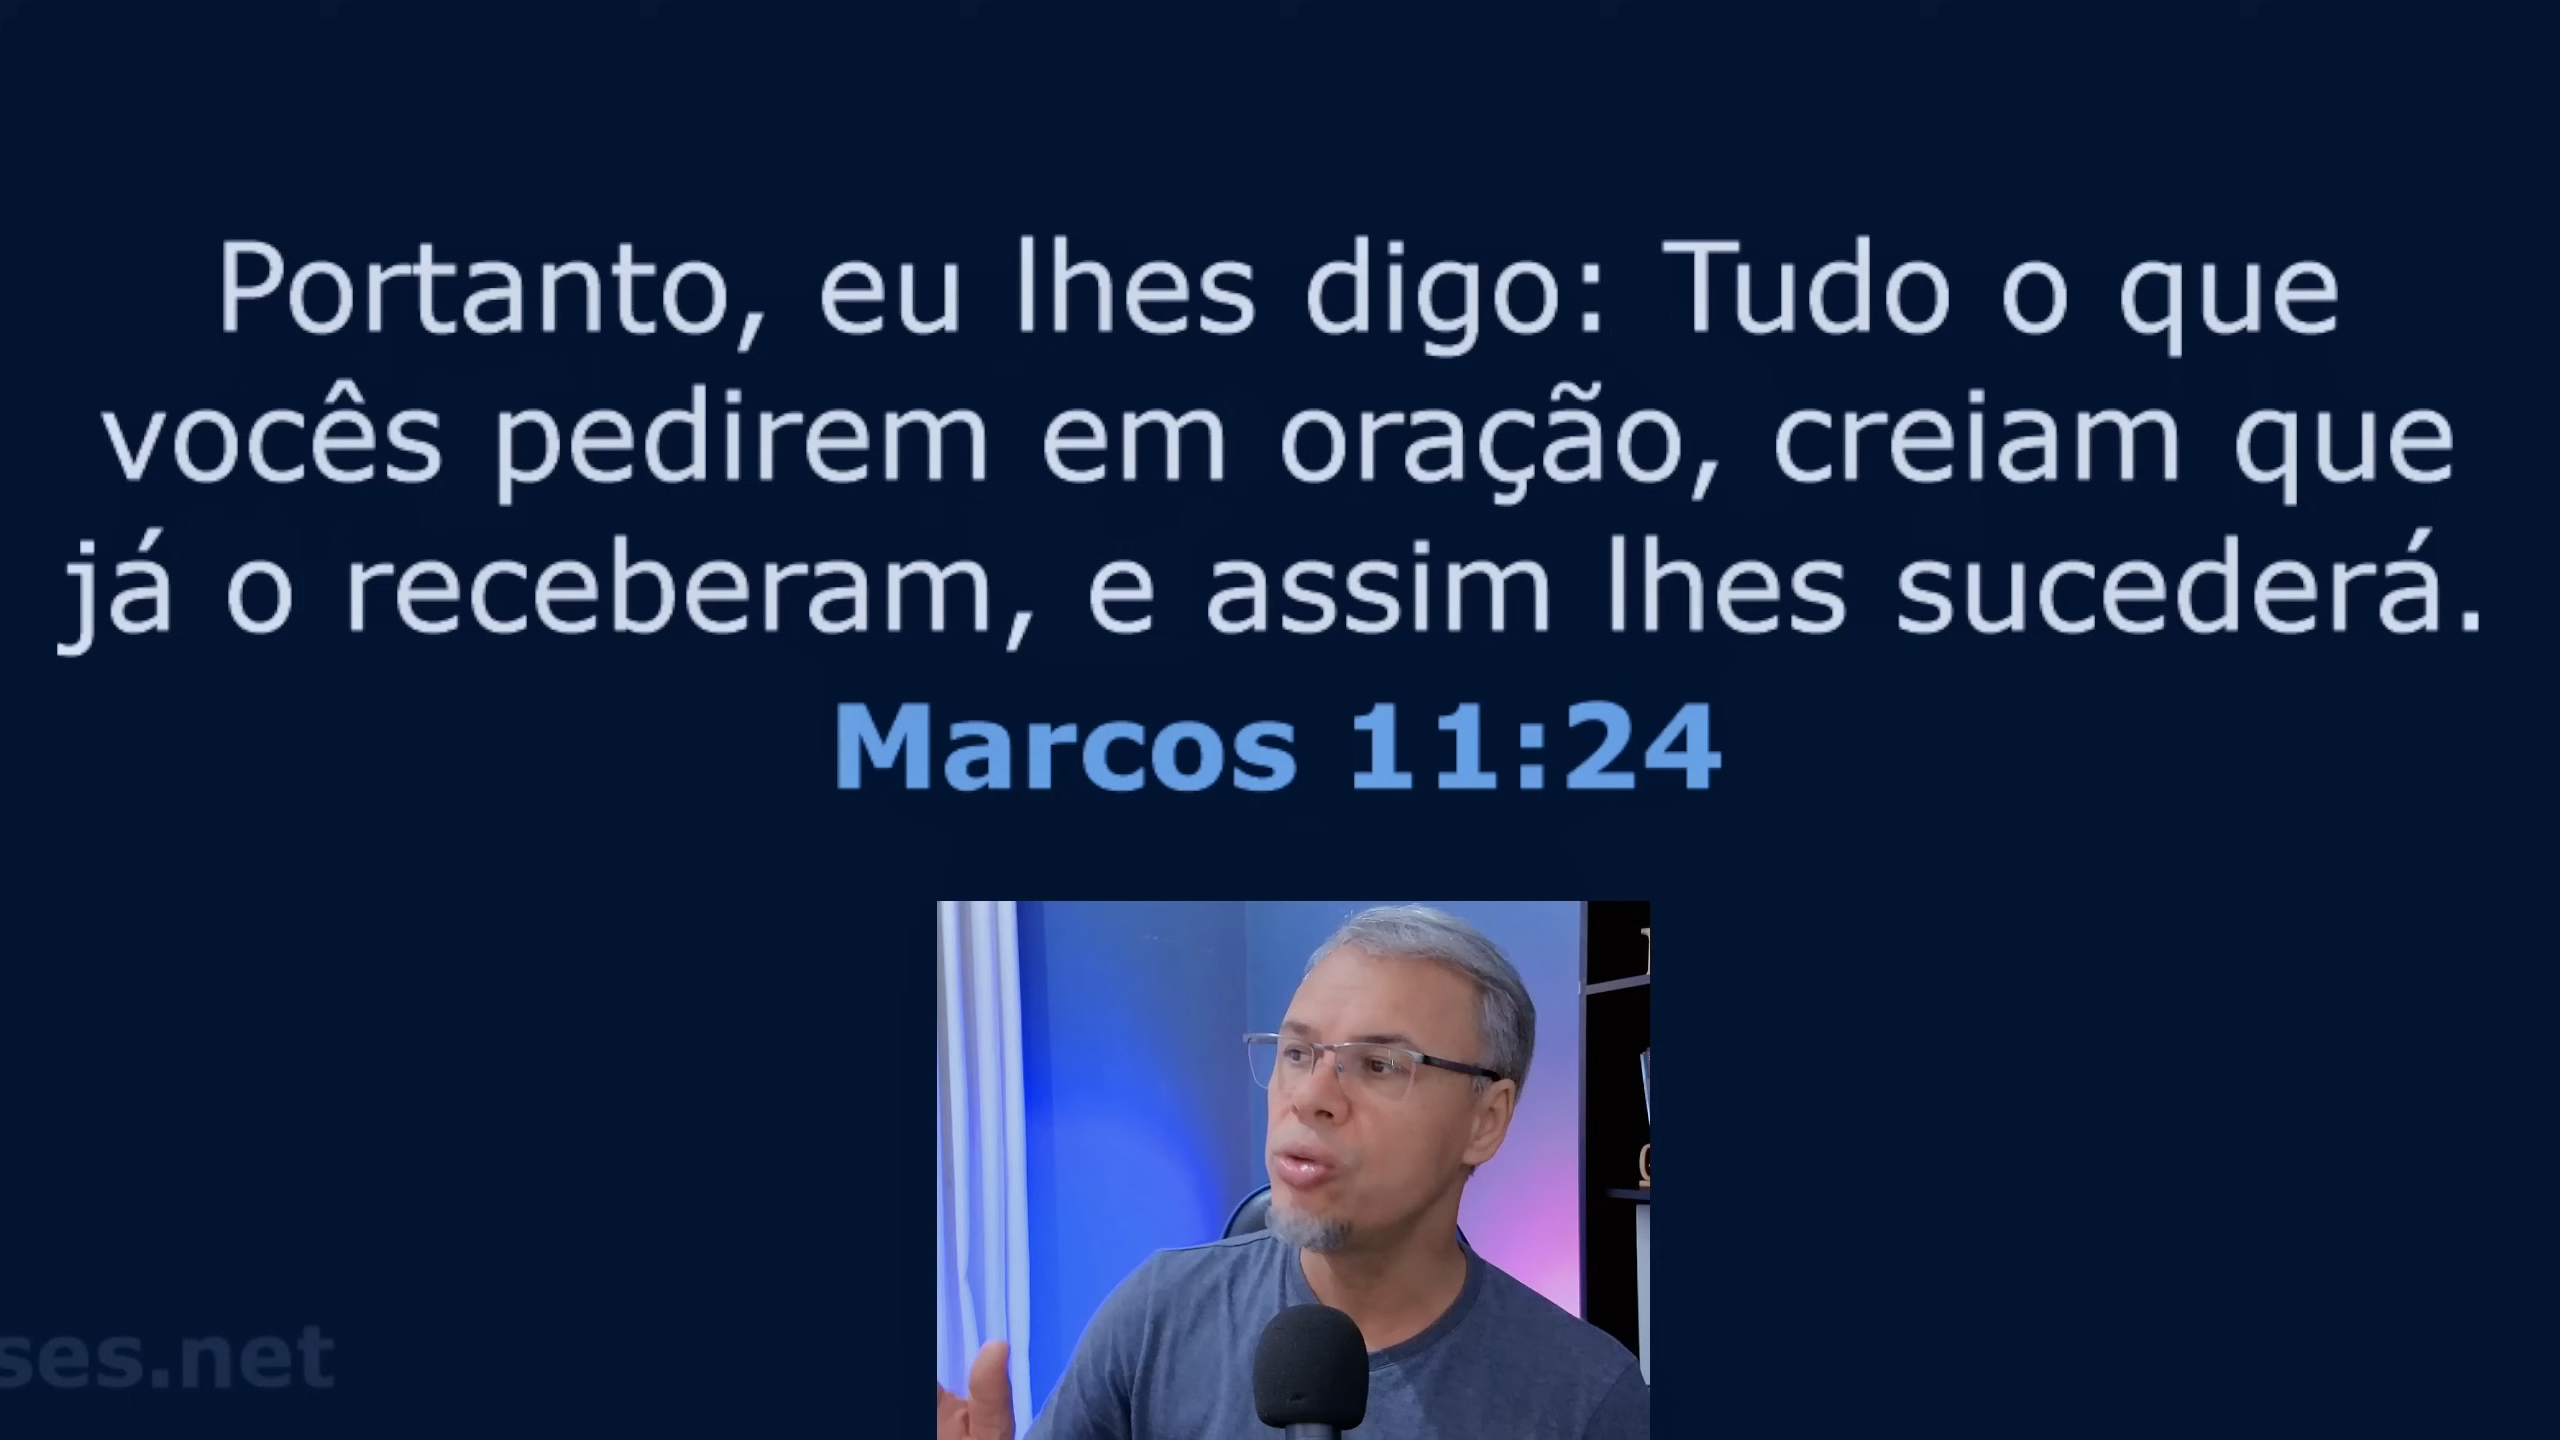 Portanto, eu lhes digo: Tudo o que
vocês pedirem em oração, creiam que
já o receberam, e assim lhes sucederá.
Marcos 11:24
ses.net